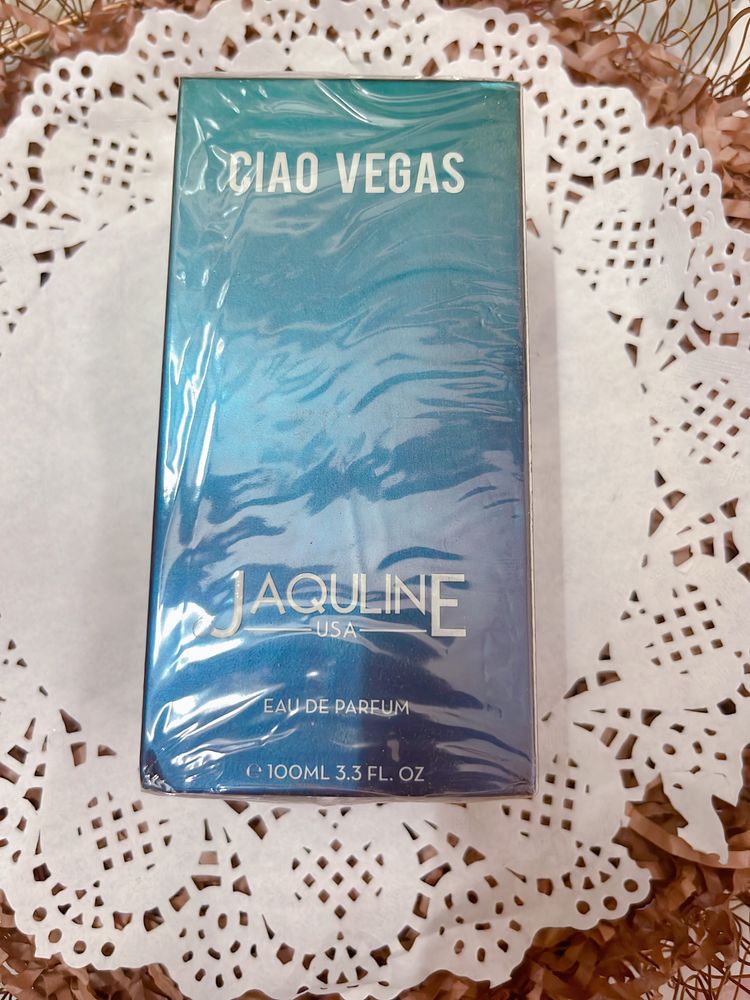 CIAO VEGAS
JAQULINE
USA
EAU DE PARFUM
℮ 100ML 3.3 FL. OZ